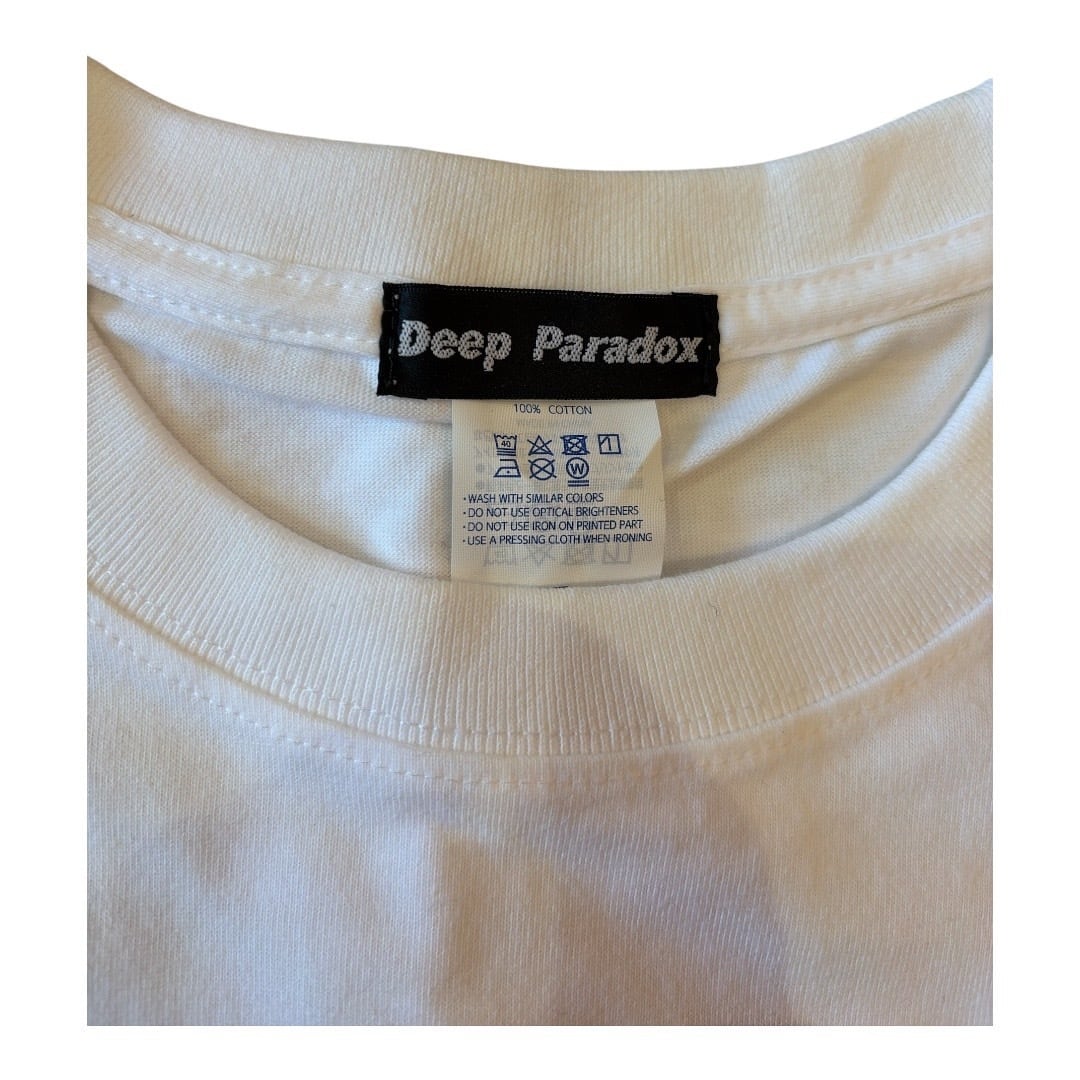 Deep Paradox
100% COTTON
40
W
• WASH WITH SIMILAR COLORS
• DO NOT USE OPTICAL BRIGHTENERS
• DO NOT USE IRON ON PRINTED PART
• USE A PRESSING CLOTH WHEN IRONING